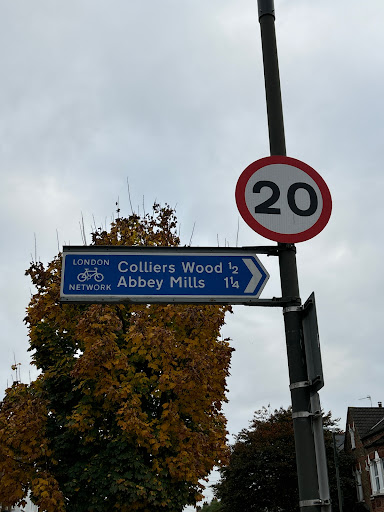 20
LONDON
NETWORK
Colliers Wood ½
Abbey Mills 1¼